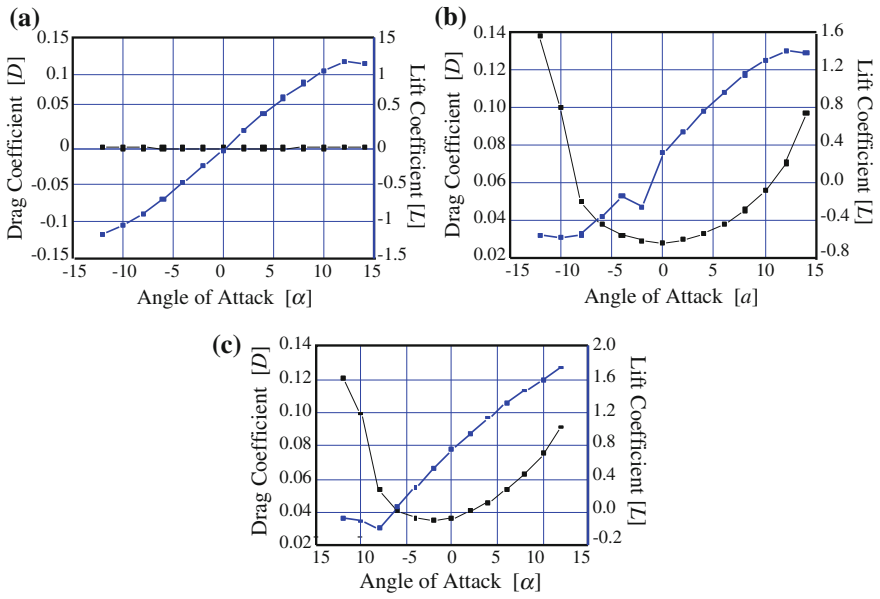 (a)
0.15
0.1
0.05
0
-0.05
-0.1
-0.15
Drag Coefficient [D]
15
1
0.5
0
-0.5
-1
-1.5
Lift Coefficient [L]
-15 -10 -5 0 5 10 15
Angle of Attack [α]
(b)
0.14
0.12
0.10
0.08
0.06
0.04
0.02
Drag Coefficient [D]
1.6
1.2
0.8
0.4
0.0
-0.4
-0.8
Lift Coefficient [L]
-15 -10 -5 0 5 10 15
Angle of Attack [a]
(c)
0.14
0.12
0.10
0.08
0.06
0.04
0.02
Drag Coefficient [D]
2.0
1.6
1.2
0.8
0.4
0.0
-0.2
Lift Coefficient [L]
15 10 -5 0 5 10 15
Angle of Attack [α]